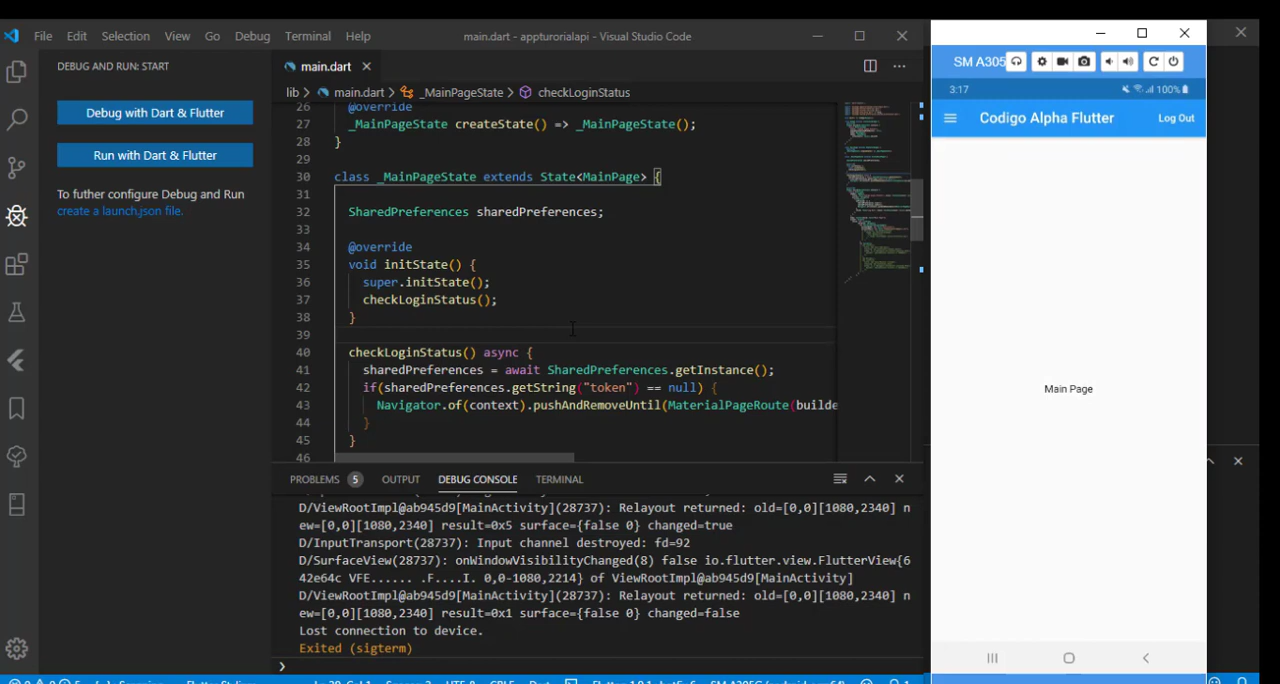 File Edit Selection View Go Debug Terminal Help
main.dart - appturorialapi - Visual Studio Code
DEBUG AND RUN: START
Debug with Dart & Flutter
Run with Dart & Flutter
To futher configure Debug and Run
create a launch.json file.
main.dart
lib > main.dart > _MainPageState > checkLoginStatus
26 @override
27 _MainPageState createState() => _MainPageState();
28 }
29
30 class _MainPageState extends State<MainPage> {
31
32 SharedPreferences sharedPreferences;
33
34 @override
35 void initState() {
36 super.initState();
37 checkLoginStatus();
38 }
39
40 checkLoginStatus() async {
41 sharedPreferences = await SharedPreferences.getInstance();
42 if(sharedPreferences.getString("token") == null) {
43 Navigator.of(context).pushAndRemoveUntil(MaterialPageRoute(builde
44 }
45 }
46
PROBLEMS 5 OUTPUT DEBUG CONSOLE TERMINAL
D/ViewRootImpl@ab945d9[MainActivity](28737): Relayout returned: old=[0,0][1080,2340] n
ew=[0,0][1080,2340] result=0x5 surface={false 0} changed=true
D/InputTransport(28737): Input channel destroyed: fd=92
D/SurfaceView(28737): onWindowVisibilityChanged(8) false io.flutter.view.FlutterView{6
42e64c VFE...... .F....I. 0,0-1080,2214} of ViewRootImpl@ab945d9[MainActivity]
D/ViewRootImpl@ab945d9[MainActivity](28737): Relayout returned: old=[0,0][1080,2340] n
ew=[0,0][1080,2340] result=0x1 surface={false 0} changed=false
Lost connection to device.
Exited (sigterm)
SM A305
3:17
100%
Codigo Alpha Flutter
Log Out
Main Page